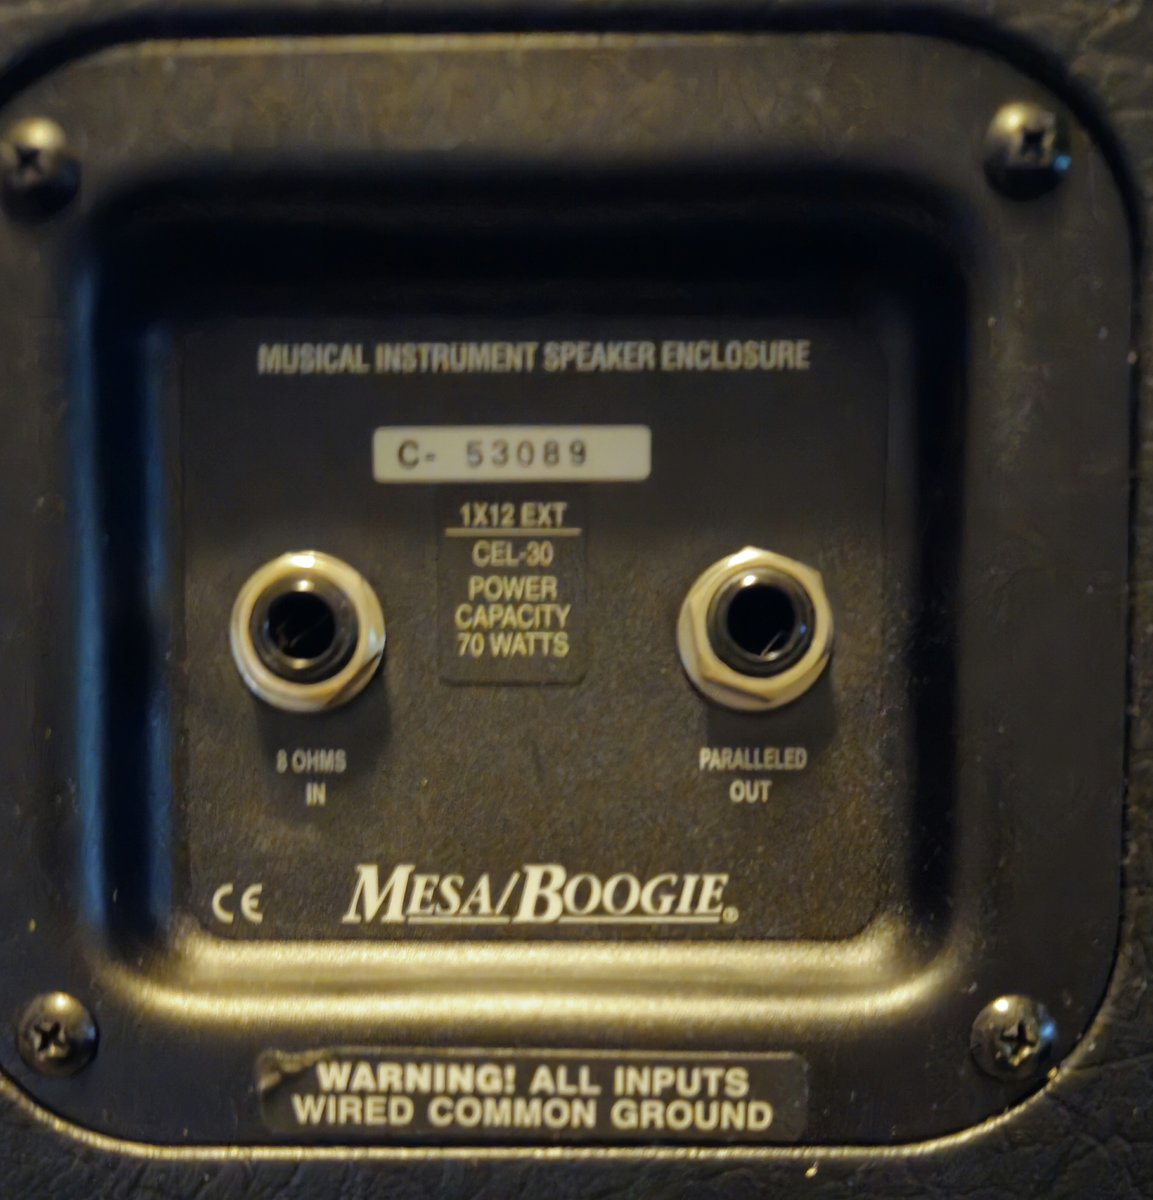 MUSICAL INSTRUMENT SPEAKER ENCLOSURE
C- 53089
1X12 EXT
CEL-30
POWER
CAPACITY
70 WATTS
8 OHMS
IN
PARALLELED
OUT
CE
MESA/BOOGIE®
WARNING! ALL INPUTS
WIRED COMMON GROUND